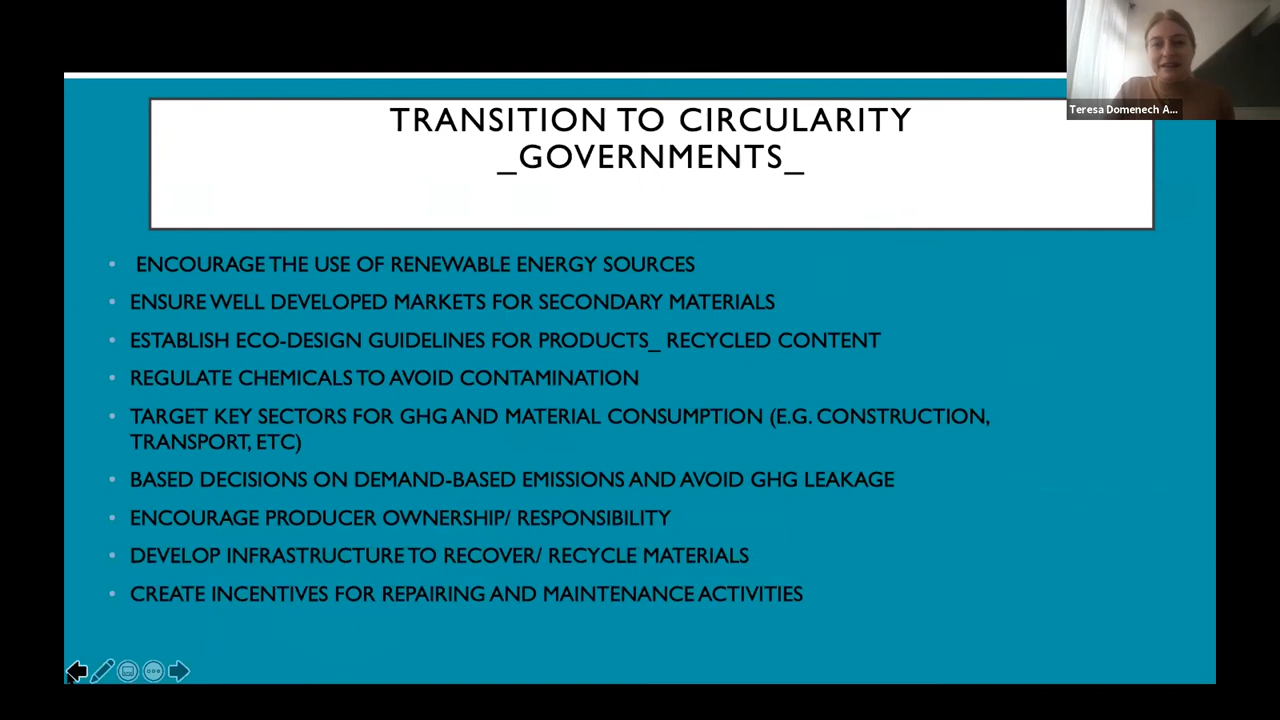 Teresa Domenech A...
TRANSITION TO CIRCULARITY
_GOVERNMENTS_
• ENCOURAGE THE USE OF RENEWABLE ENERGY SOURCES
• ENSURE WELL DEVELOPED MARKETS FOR SECONDARY MATERIALS
• ESTABLISH ECO-DESIGN GUIDELINES FOR PRODUCTS_ RECYCLED CONTENT
• REGULATE CHEMICALS TO AVOID CONTAMINATION
• TARGET KEY SECTORS FOR GHG AND MATERIAL CONSUMPTION (E.G. CONSTRUCTION,
TRANSPORT, ETC)
• BASED DECISIONS ON DEMAND-BASED EMISSIONS AND AVOID GHG LEAKAGE
• ENCOURAGE PRODUCER OWNERSHIP/ RESPONSIBILITY
• DEVELOP INFRASTRUCTURE TO RECOVER/ RECYCLE MATERIALS
• CREATE INCENTIVES FOR REPAIRING AND MAINTENANCE ACTIVITIES